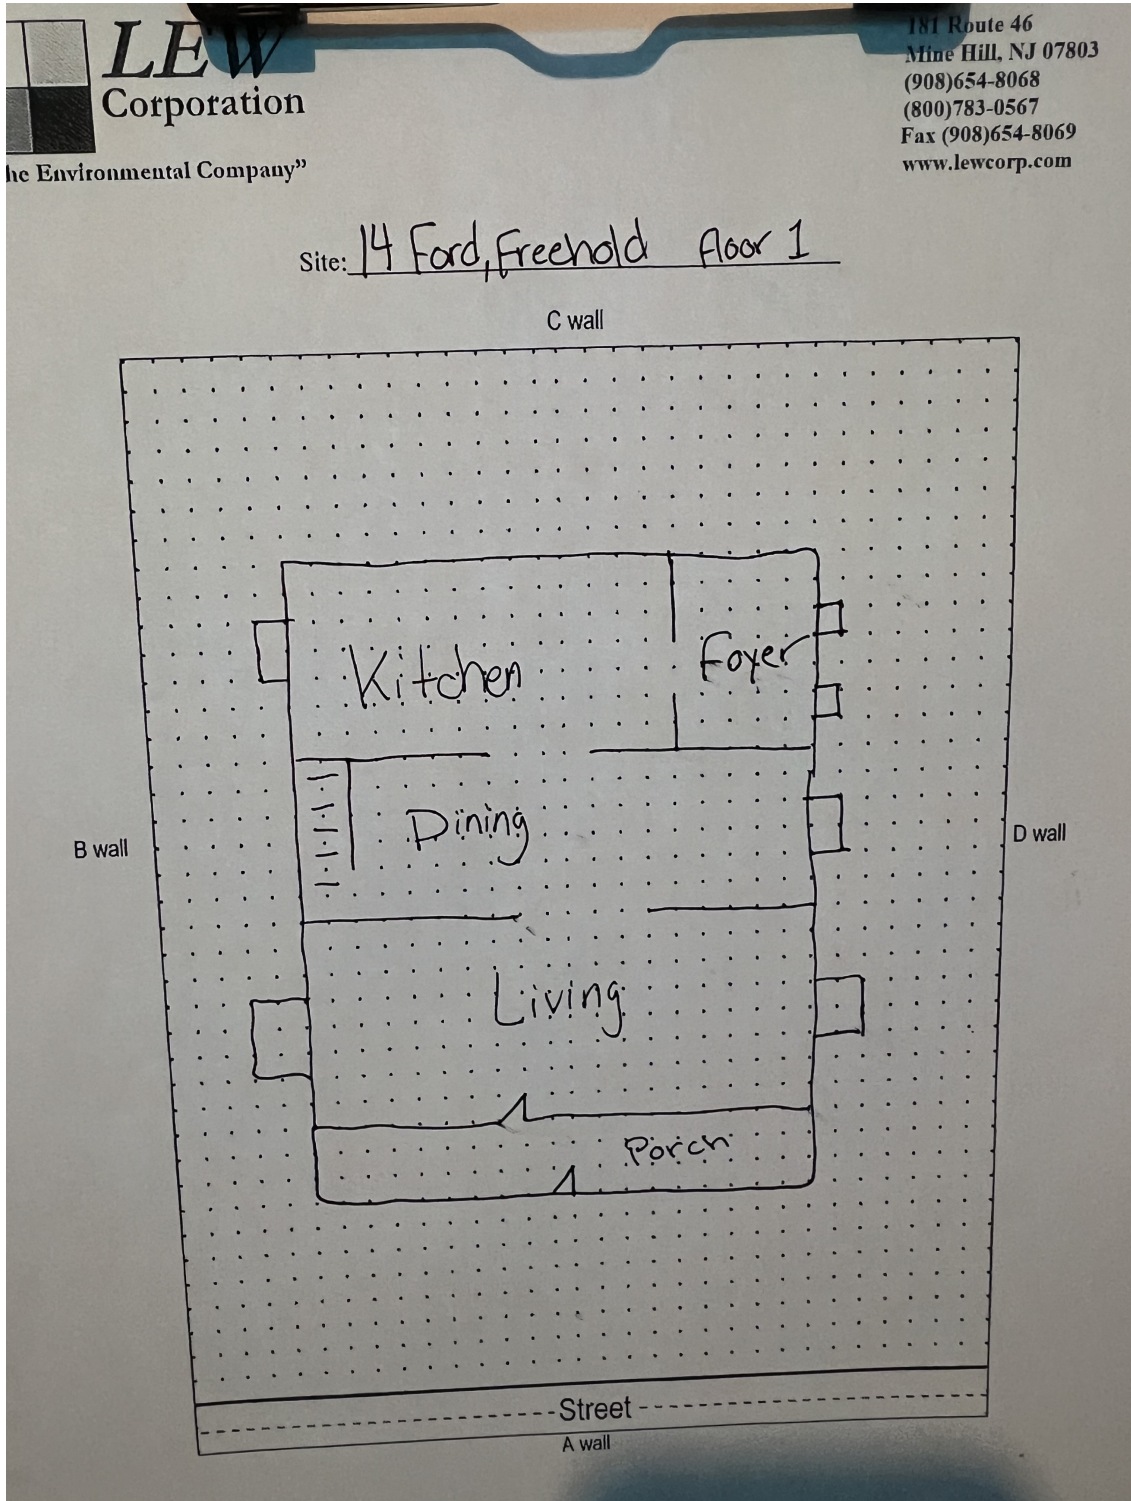 LEW
Corporation
he Environmental Company”
181 Route 46
Mine Hill, NJ 07803
(908)654-8068
(800)783-0567
Fax (908)654-8069
www.lewcorp.com
Site: 14 Ford, Freehold Floor 1
C wall
Kitchen
Foyer
Dining
B wall
D wall
Living
Porch
Street
A wall